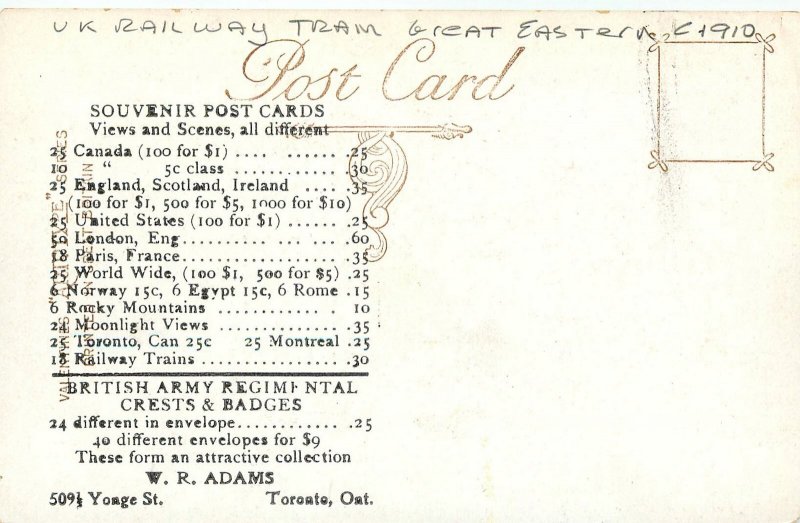 UK RAILWAY TRAM GREAT EASTERN C1910
Post Card
SOUVENIR POST CARDS
Views and Scenes, all different
25 Canada (100 for $1) .... ....... .25
10 " 5c class ............ .30
25 England, Scotland, Ireland ..... .35
(100 for $1, 500 for $5, 1000 for $10)
25 United States (100 for $1) ...... .25
50 London, Eng .................. .60
18 Paris, France................... .35
25 World Wide, (100 $1, 500 for $5) .25
6 Norway 15c, 6 Egypt 15c, 6 Rome .15
6 Rocky Mountains ............. 10
24 Moonlight Views ............... .35
25 Toronto, Can 25c 25 Montreal .25
18 Railway Trains ................. .30
BRITISH ARMY REGIMENTAL
CRESTS & BADGES
24 different in envelope............ .25
40 different envelopes for $9
These form an attractive collection
W. R. ADAMS
509½ Yonge St. Toronto, Ont.
VALENTINES SERIES
PRINTED IN GREAT BRITAIN